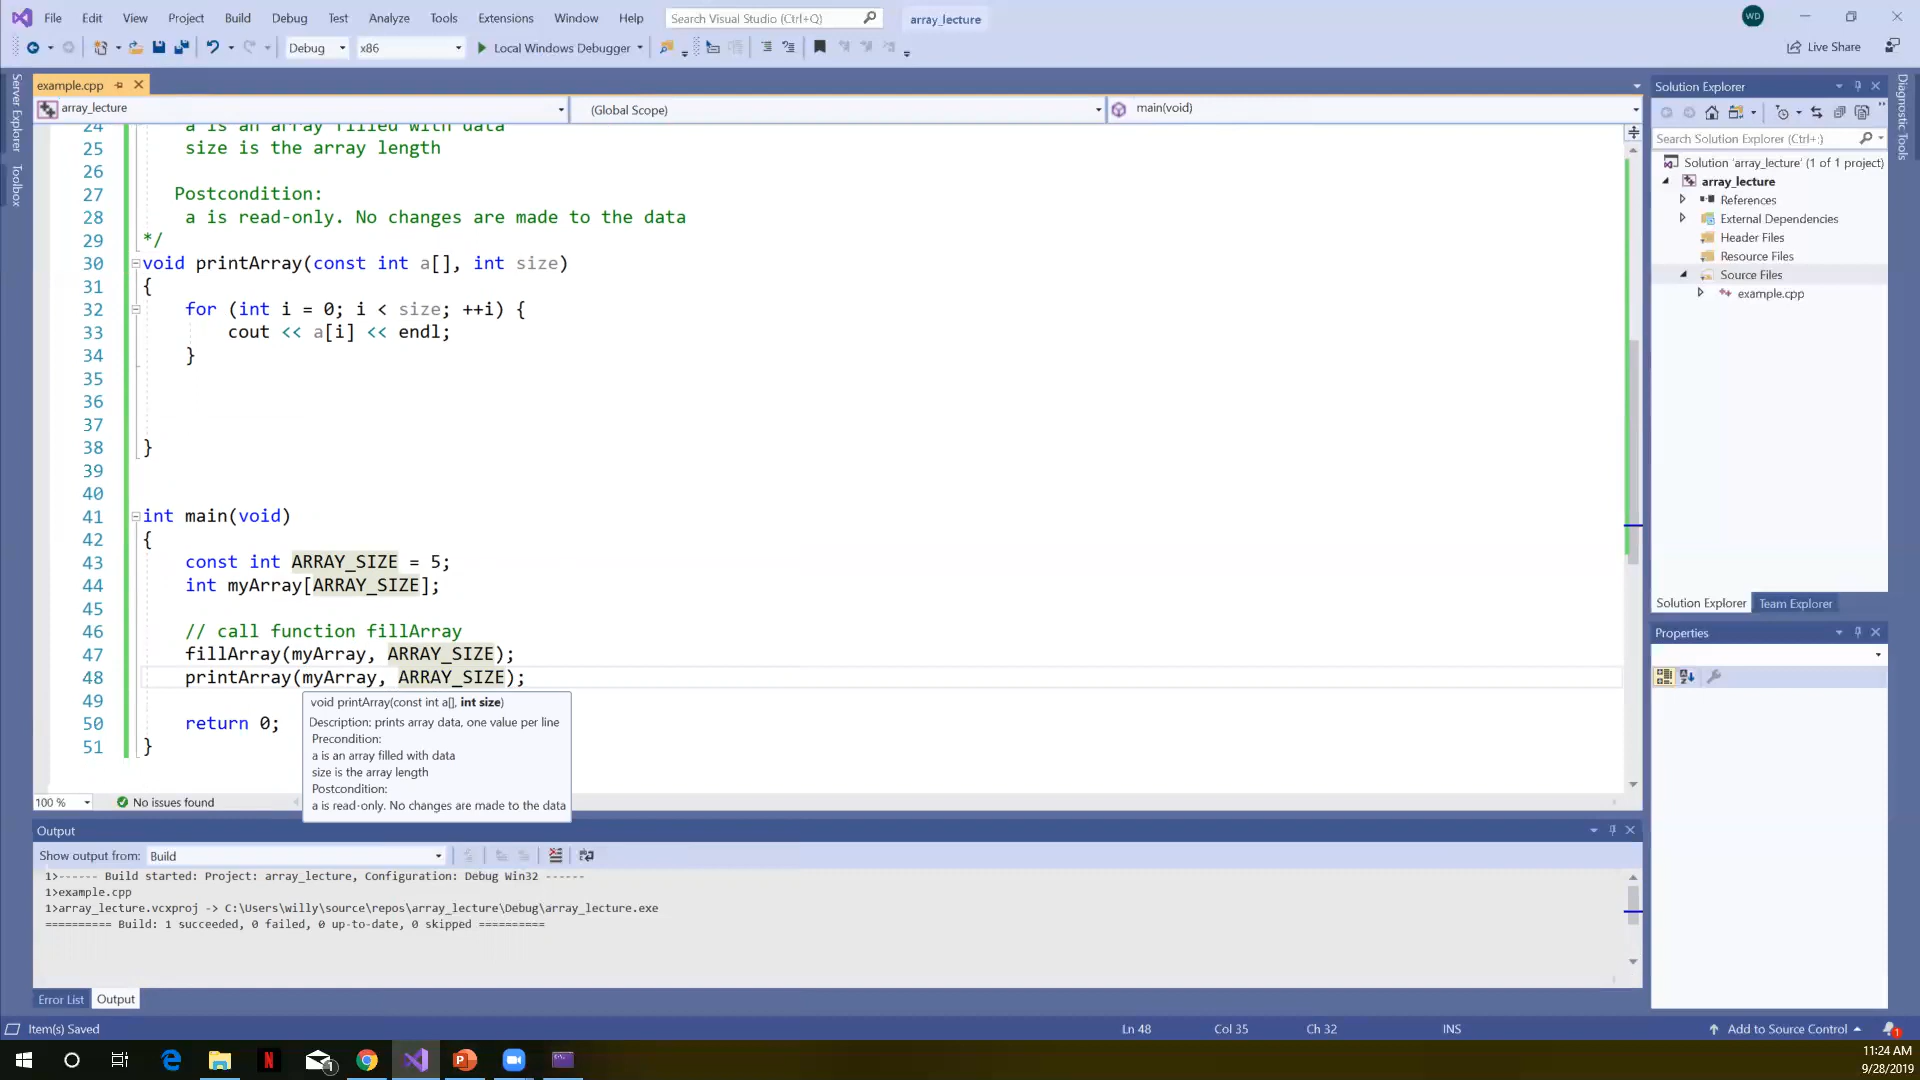 File Edit View Project Build Debug Test Analyze Tools Extensions Window Help Search Visual Studio (Ctrl+Q) array_lecture WD
Debug x86 Local Windows Debugger Live Share
example.cpp
array_lecture (Global Scope) main(void)
Server Explorer
Toolbox
24 a is an array filled with data
25 size is the array length
26
27 Postcondition:
28 a is read-only. No changes are made to the data
29 */
30 void printArray(const int a[], int size)
31 {
32 for (int i = 0; i < size; ++i) {
33 cout << a[i] << endl;
34 }
35
36
37
38 }
39
40
41 int main(void)
42 {
43 const int ARRAY_SIZE = 5;
44 int myArray[ARRAY_SIZE];
45
46 // call function fillArray
47 fillArray(myArray, ARRAY_SIZE);
48 printArray(myArray, ARRAY_SIZE);
49
50 return 0;
51 }
void printArray(const int a[], int size)
Description: prints array data, one value per line
Precondition:
a is an array filled with data
size is the array length
Postcondition:
a is read-only. No changes are made to the data
100 % No issues found
Output
Show output from: Build
1>------ Build started: Project: array_lecture, Configuration: Debug Win32 ------
1>example.cpp
1>array_lecture.vcxproj -> C:\Users\willy\source\repos\array_lecture\Debug\array_lecture.exe
========== Build: 1 succeeded, 0 failed, 0 up-to-date, 0 skipped ==========
Error List Output
Solution Explorer
Search Solution Explorer (Ctrl+;)
Solution 'array_lecture' (1 of 1 project)
array_lecture
References
External Dependencies
Header Files
Resource Files
Source Files
example.cpp
Solution Explorer Team Explorer
Properties
Diagnostic Tools
Item(s) Saved Ln 48 Col 35 Ch 32 INS Add to Source Control 1
11:24 AM
9/28/2019